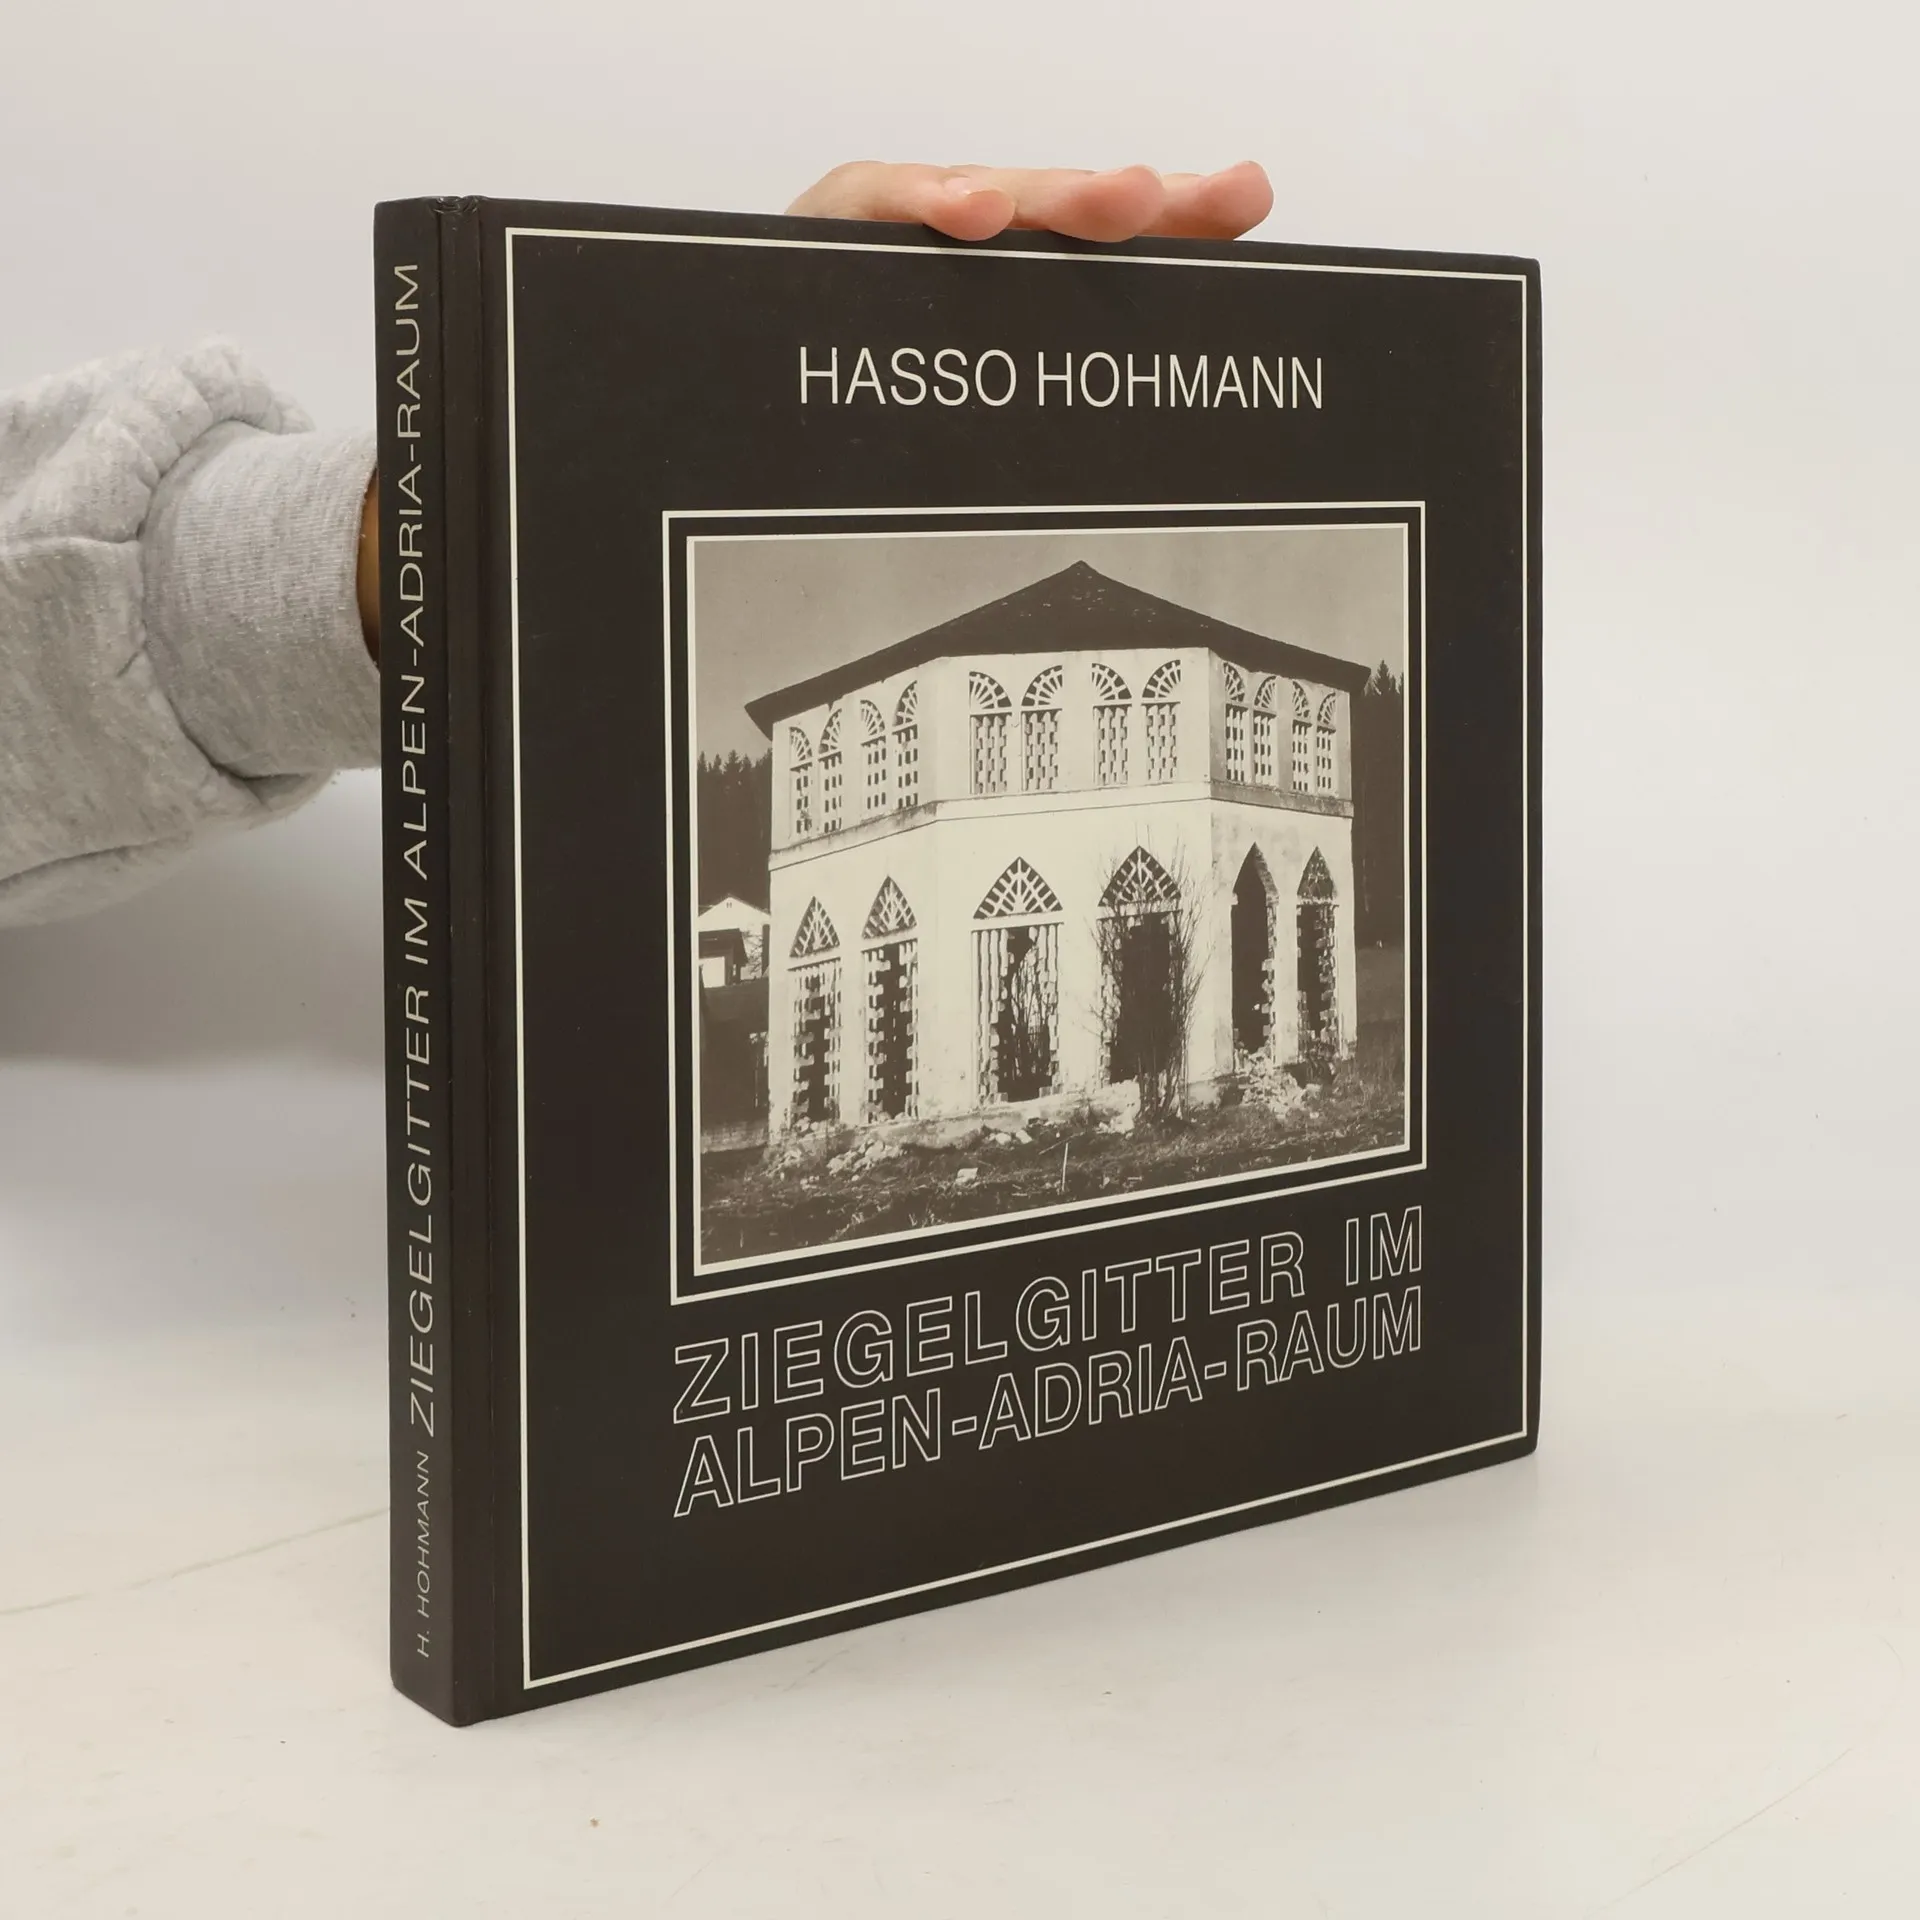 HASSO HOHMANN
ZIEGELGITTER IM
ALPEN-ADRIA-RAUM
H. HOHMANN ZIEGELGITTER IM ALPEN-ADRIA-RAUM